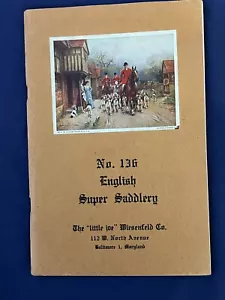 No. 136
English
Super Saddlery
The "little joe" Wiesenfeld Co.
112 W. North Avenue
Baltimore 1, Maryland